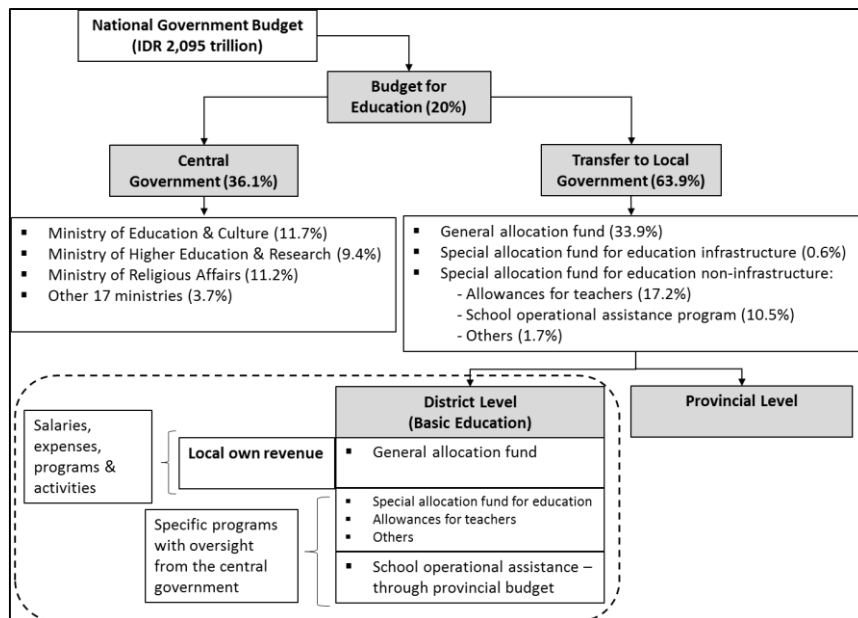 National Government Budget
(IDR 2,095 trillion)
Budget for
Education (20%)
Central
Government (36.1%)
Transfer to Local
Government (63.9%)
▪ Ministry of Education & Culture (11.7%)
▪ Ministry of Higher Education & Research (9.4%)
▪ Ministry of Religious Affairs (11.2%)
▪ Other 17 ministries (3.7%)
▪ General allocation fund (33.9%)
▪ Special allocation fund for education infrastructure (0.6%)
▪ Special allocation fund for education non-infrastructure:
- Allowances for teachers (17.2%)
- School operational assistance program (10.5%)
- Others (1.7%)
District Level
(Basic Education)
Provincial Level
Salaries,
expenses,
programs &
activities
Local own revenue
▪ General allocation fund
Specific programs
with oversight
from the central
government
▪ Special allocation fund for education
▪ Allowances for teachers
▪ Others
▪ School operational assistance –
through provincial budget